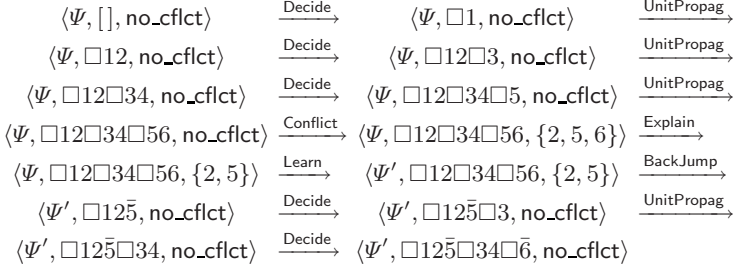 ⟨Ψ, [ ], no_cflct⟩ Decide⟶ ⟨Ψ, □1, no_cflct⟩ UnitPropag⟶
⟨Ψ, □12, no_cflct⟩ Decide⟶ ⟨Ψ, □12□3, no_cflct⟩ UnitPropag⟶
⟨Ψ, □12□34, no_cflct⟩ Decide⟶ ⟨Ψ, □12□34□5, no_cflct⟩ UnitPropag⟶
⟨Ψ, □12□34□56, no_cflct⟩ Conflict⟶ ⟨Ψ, □12□34□56, {2, 5, 6}⟩ Explain⟶
⟨Ψ, □12□34□56, {2, 5}⟩ Learn⟶ ⟨Ψ′, □12□34□56, {2, 5}⟩ BackJump⟶
⟨Ψ′, □125̄, no_cflct⟩ Decide⟶ ⟨Ψ′, □125̄□3, no_cflct⟩ UnitPropag⟶
⟨Ψ′, □125̄□34, no_cflct⟩ Decide⟶ ⟨Ψ′, □125̄□34□6̄, no_cflct⟩